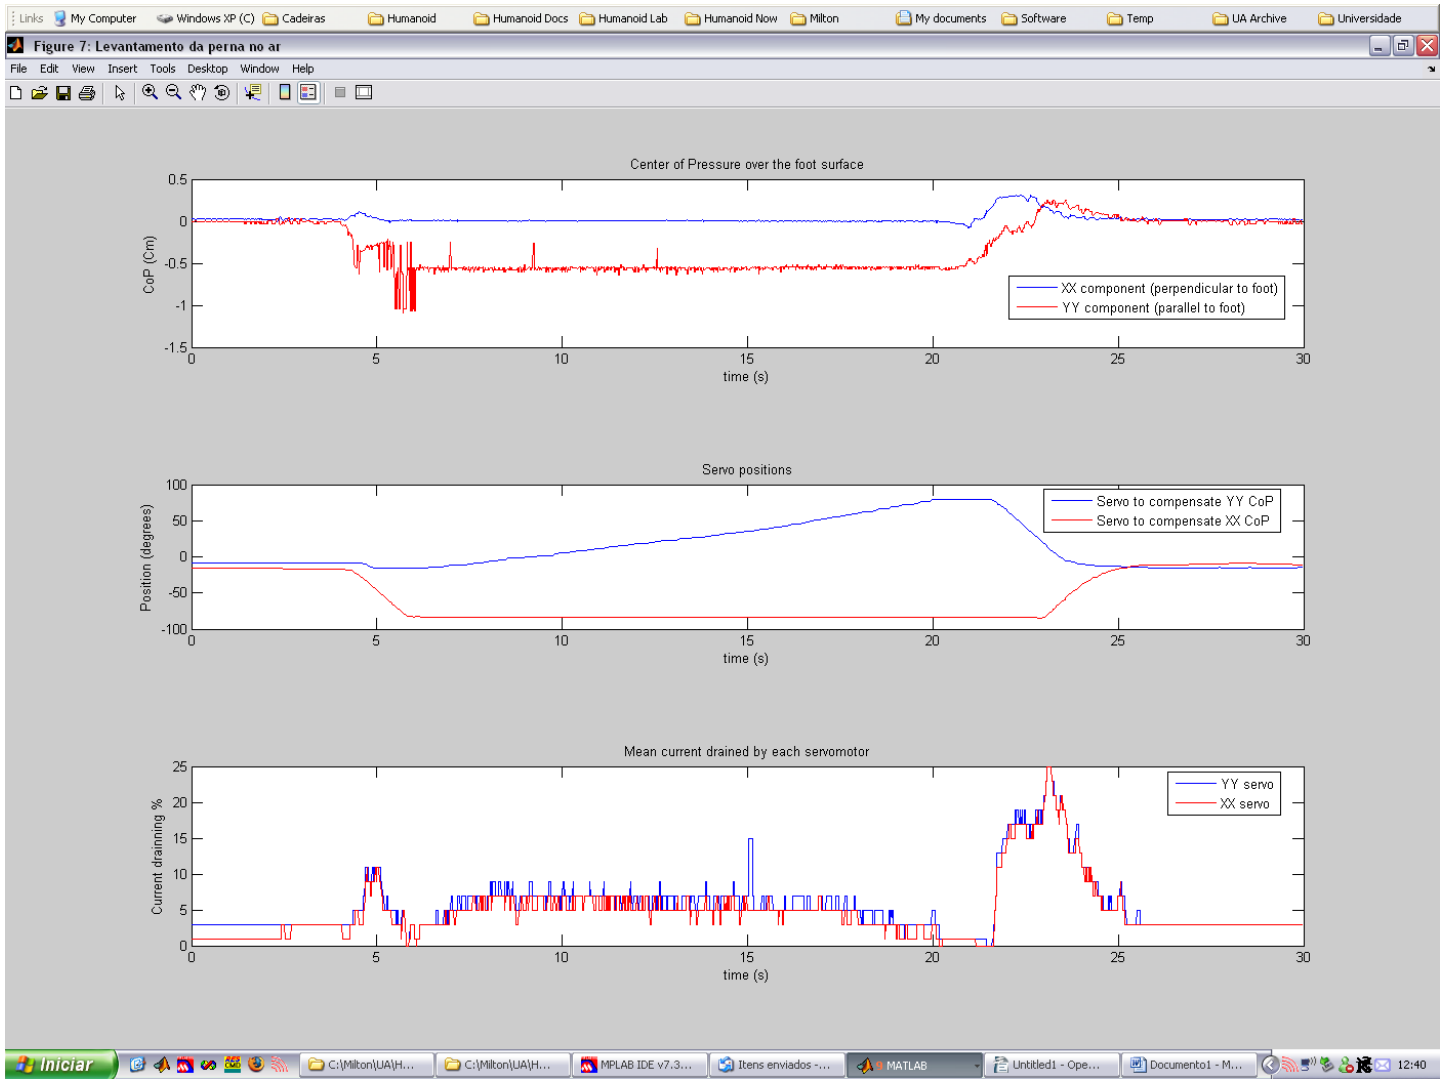 Links My Computer Windows XP (C) Cadeiras Humanoid Humanoid Docs Humanoid Lab Humanoid Now Milton My documents Software Temp UA Archive Universidade
Figure 7: Levantamento da perna no ar
File Edit View Insert Tools Desktop Window Help
Center of Pressure over the foot surface
0.5
0
-0.5
-1
-1.5
CoP (Cm)
XX component (perpendicular to foot)
YY component (parallel to foot)
0 5 10 15 20 25 30
time (s)
Servo positions
100
50
0
-50
-100
Position (degrees)
Servo to compensate YY CoP
Servo to compensate XX CoP
0 5 10 15 20 25 30
time (s)
Mean current drained by each servomotor
25
20
15
10
5
0
Current drainning %
YY servo
XX servo
0 5 10 15 20 25 30
time (s)
Iniciar C:\Milton\UA\H... C:\Milton\UA\H... MPLAB IDE v7.3... Itens enviados -... MATLAB Untitled1 - Ope... Documento1 - M... 12:40